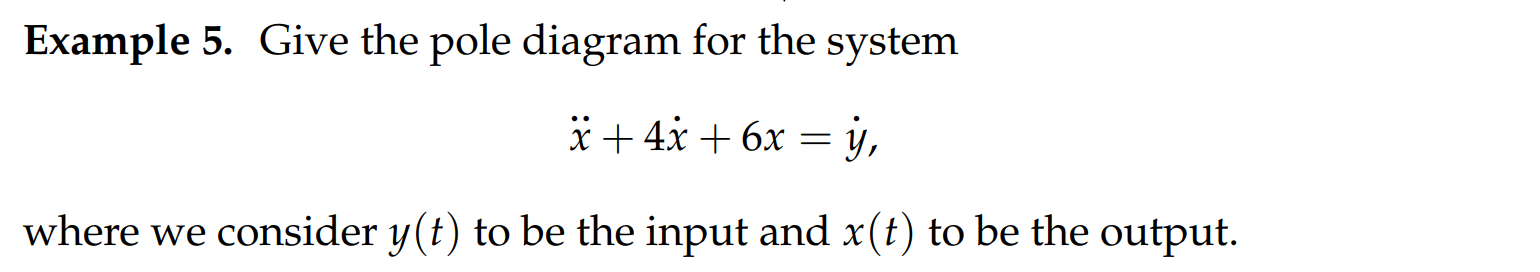 Example 5. Give the pole diagram for the system
ẍ + 4ẋ + 6x = ẏ,
where we consider y(t) to be the input and x(t) to be the output.